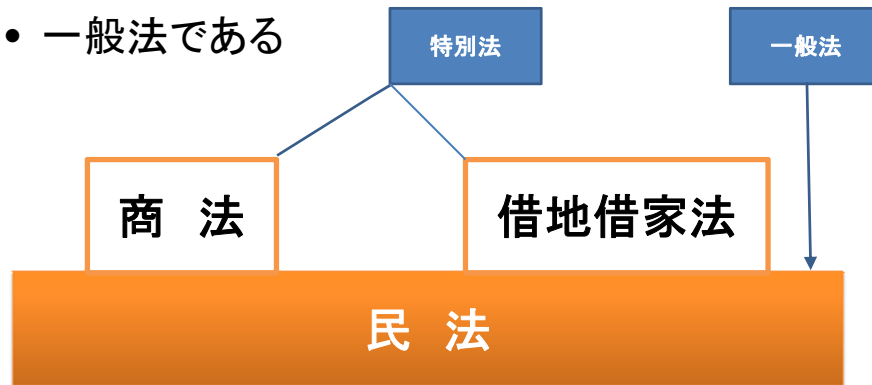 • 一般法である
特別法
一般法
商　法
借地借家法
民　法